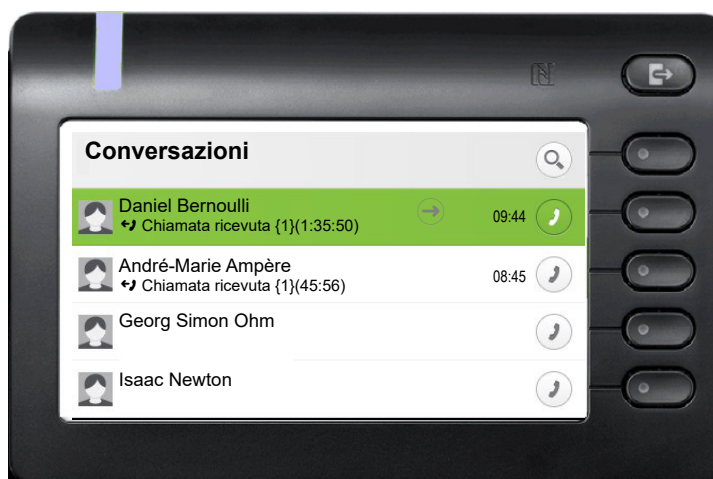 Conversazioni
Daniel Bernoulli
Chiamata ricevuta {1}(1:35:50)
09:44
André-Marie Ampère
Chiamata ricevuta {1}(45:56)
08:45
Georg Simon Ohm
Isaac Newton